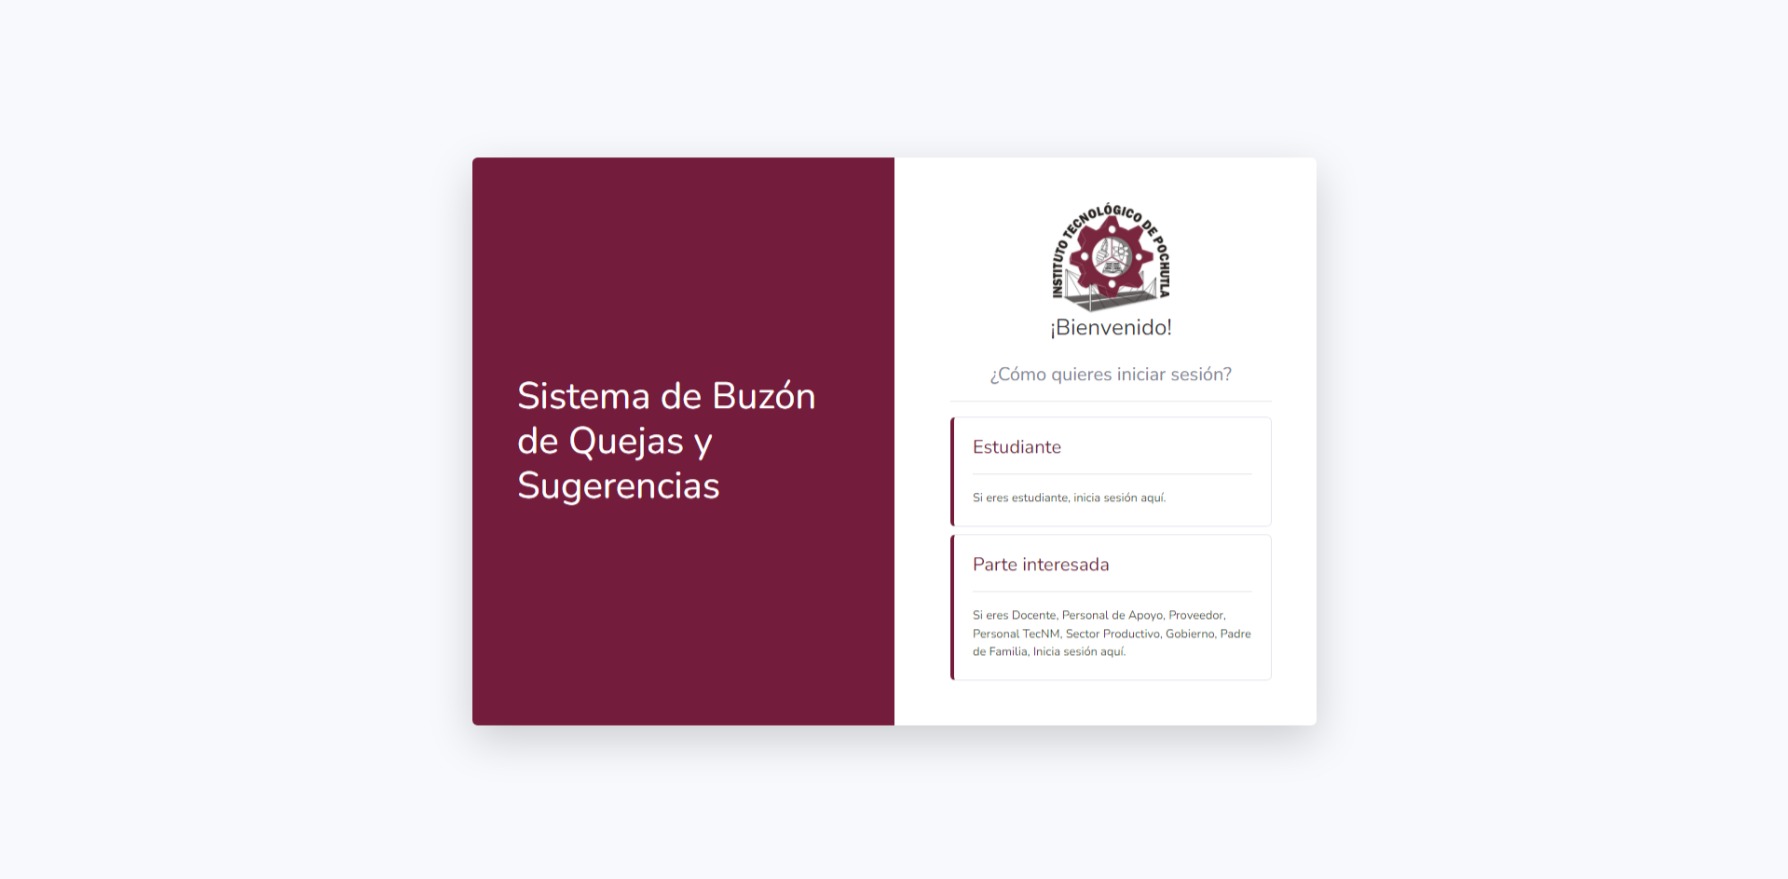 Sistema de Buzón
de Quejas y
Sugerencias
INSTITUTO TECNOLÓGICO DE POCHUTLA
¡Bienvenido!
¿Cómo quieres iniciar sesión?
Estudiante
Si eres estudiante, inicia sesión aquí.
Parte interesada
Si eres Docente, Personal de Apoyo, Proveedor,
Personal TecNM, Sector Productivo, Gobierno, Padre
de Familia, Inicia sesión aquí.